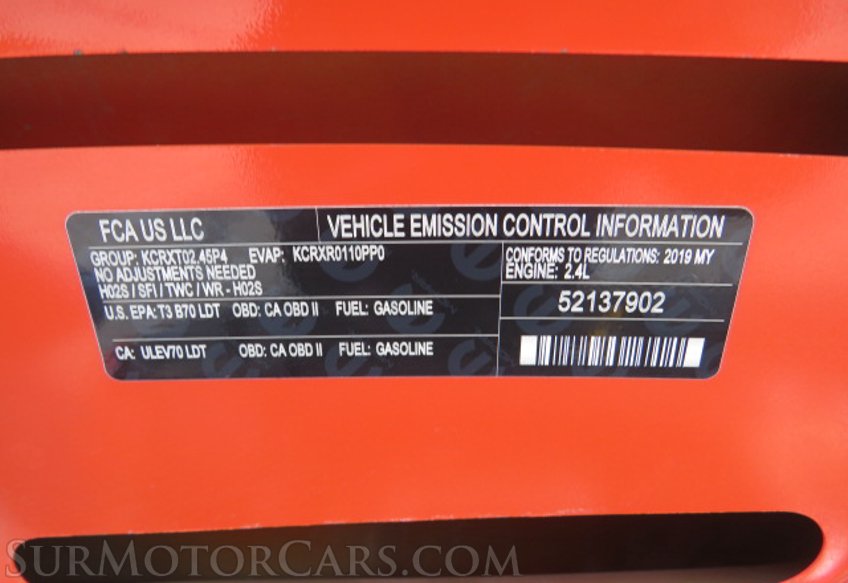 FCA US LLC VEHICLE EMISSION CONTROL INFORMATION
GROUP: KCRXT02.45P4 EVAP: KCRXR0110PP0
NO ADJUSTMENTS NEEDED
H02S / SFI / TWC / WR - H02S
CONFORMS TO REGULATIONS: 2019 MY
ENGINE: 2.4L
U.S. EPA: T3 B70 LDT OBD: CA OBD II FUEL: GASOLINE
52137902
CA: ULEV70 LDT OBD: CA OBD II FUEL: GASOLINE
SURMOTORCARS.COM